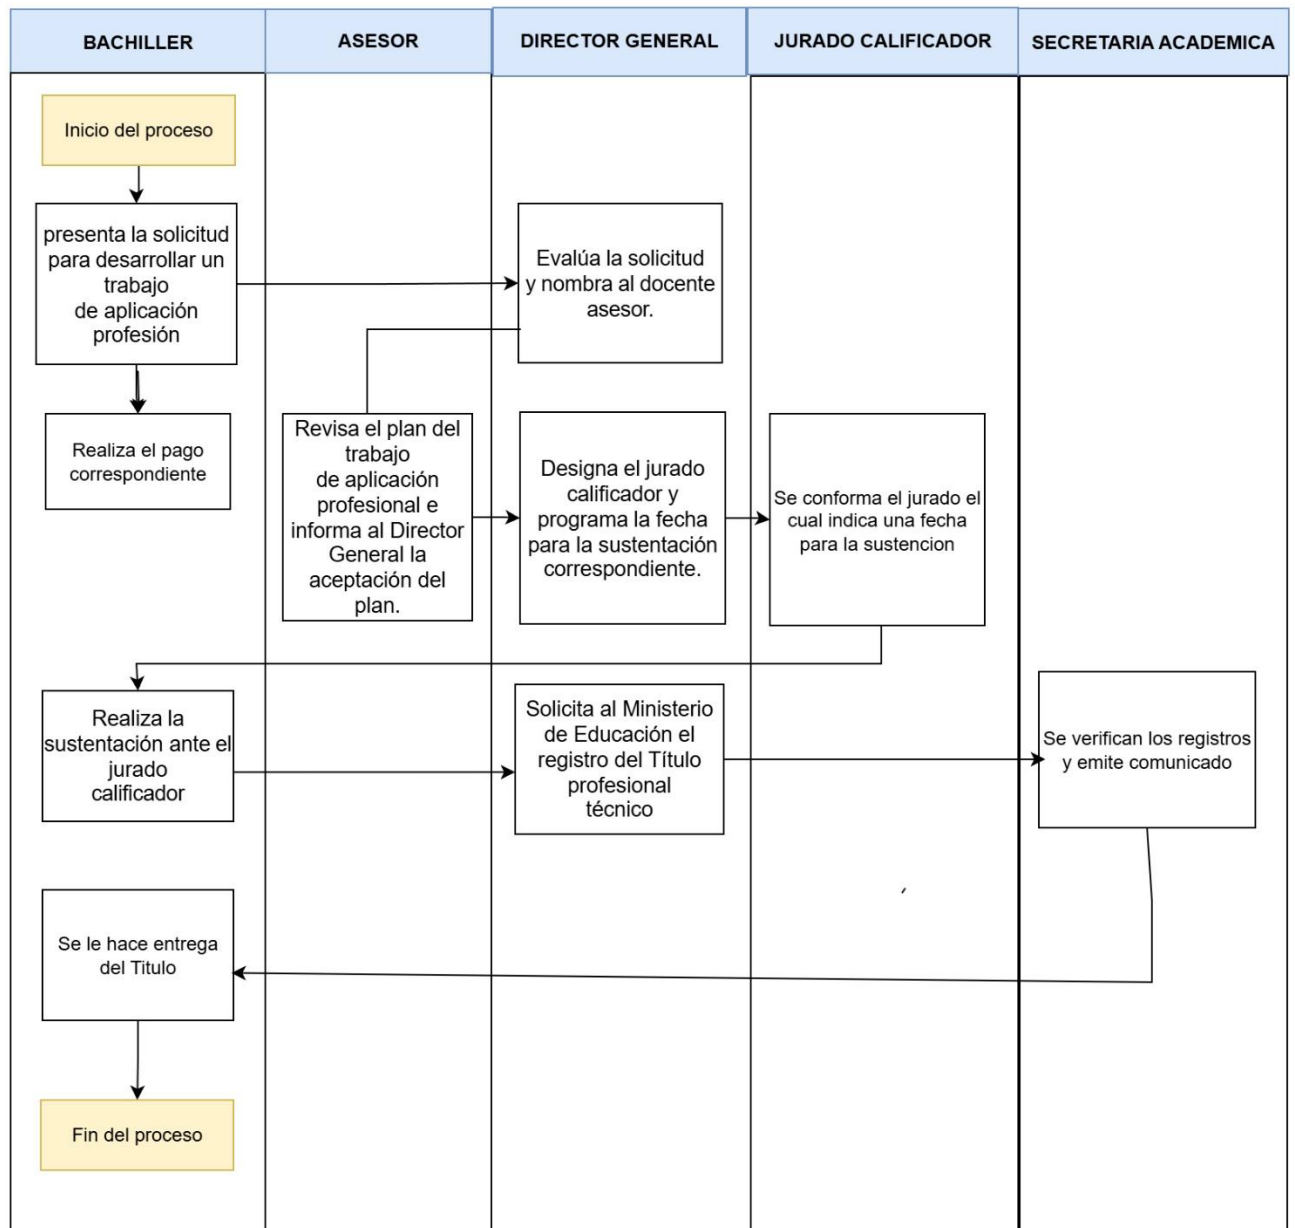 BACHILLER
ASESOR
DIRECTOR GENERAL
JURADO CALIFICADOR
SECRETARIA ACADEMICA
Inicio del proceso
presenta la solicitud
para desarrollar un
trabajo
de aplicación
profesión
Evalúa la solicitud
y nombra al docente
asesor.
Realiza el pago
correspondiente
Revisa el plan del
trabajo
de aplicación
profesional e
informa al Director
General la
aceptación del
plan.
Designa el jurado
calificador y
programa la fecha
para la sustentación
correspondiente.
Se conforma el jurado el
cual indica una fecha
para la sustencion
Realiza la
sustentación ante el
jurado
calificador
Solicita al Ministerio
de Educación el
registro del Título
profesional
técnico
Se verifican los registros
y emite comunicado
Se le hace entrega
del Titulo
Fin del proceso